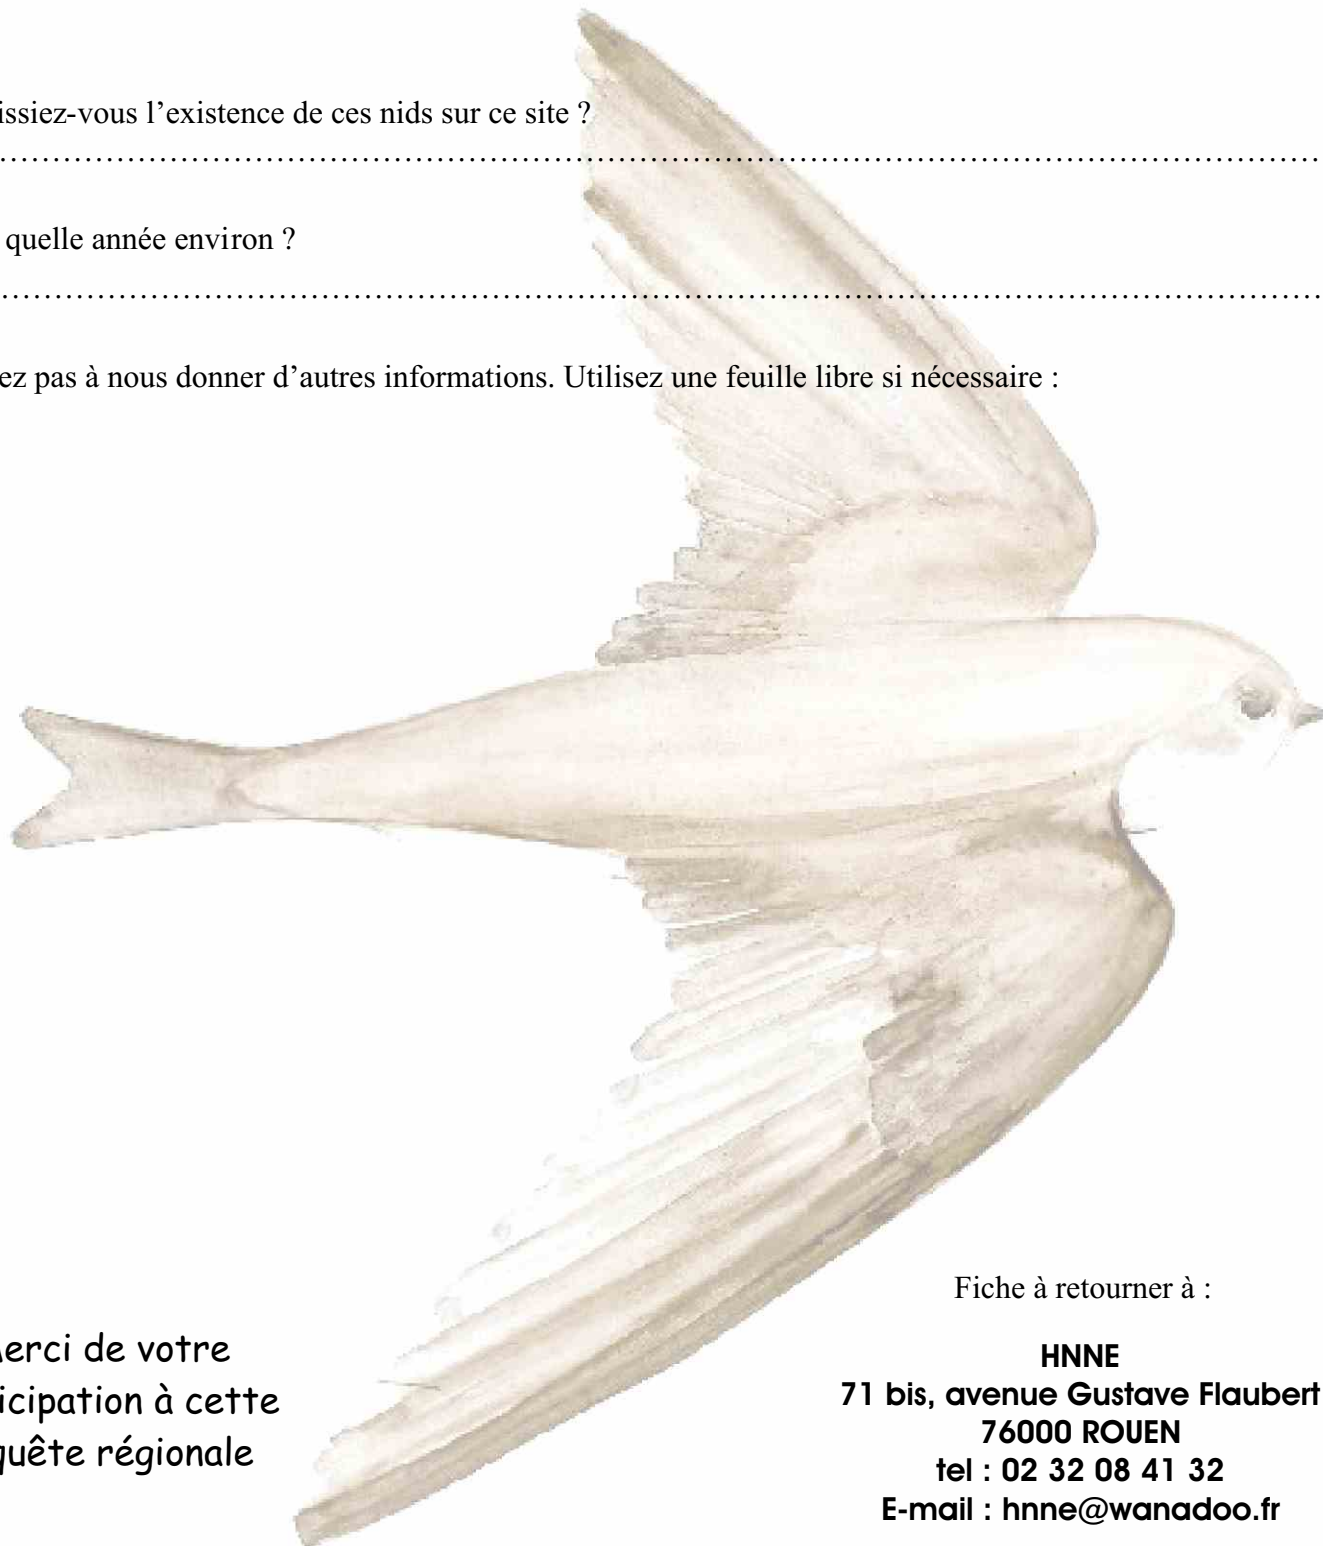 issiez-vous l’existence de ces nids sur ce site ?
……………………………………………………………………………………………………
quelle année environ ?
……………………………………………………………………………………………………
ez pas à nous donner d’autres informations. Utilisez une feuille libre si nécessaire :
Fiche à retourner à :
erci de votre
icipation à cette
quête régionale
HNNE
71 bis, avenue Gustave Flaubert
76000 ROUEN
tel : 02 32 08 41 32
E-mail : hnne@wanadoo.fr